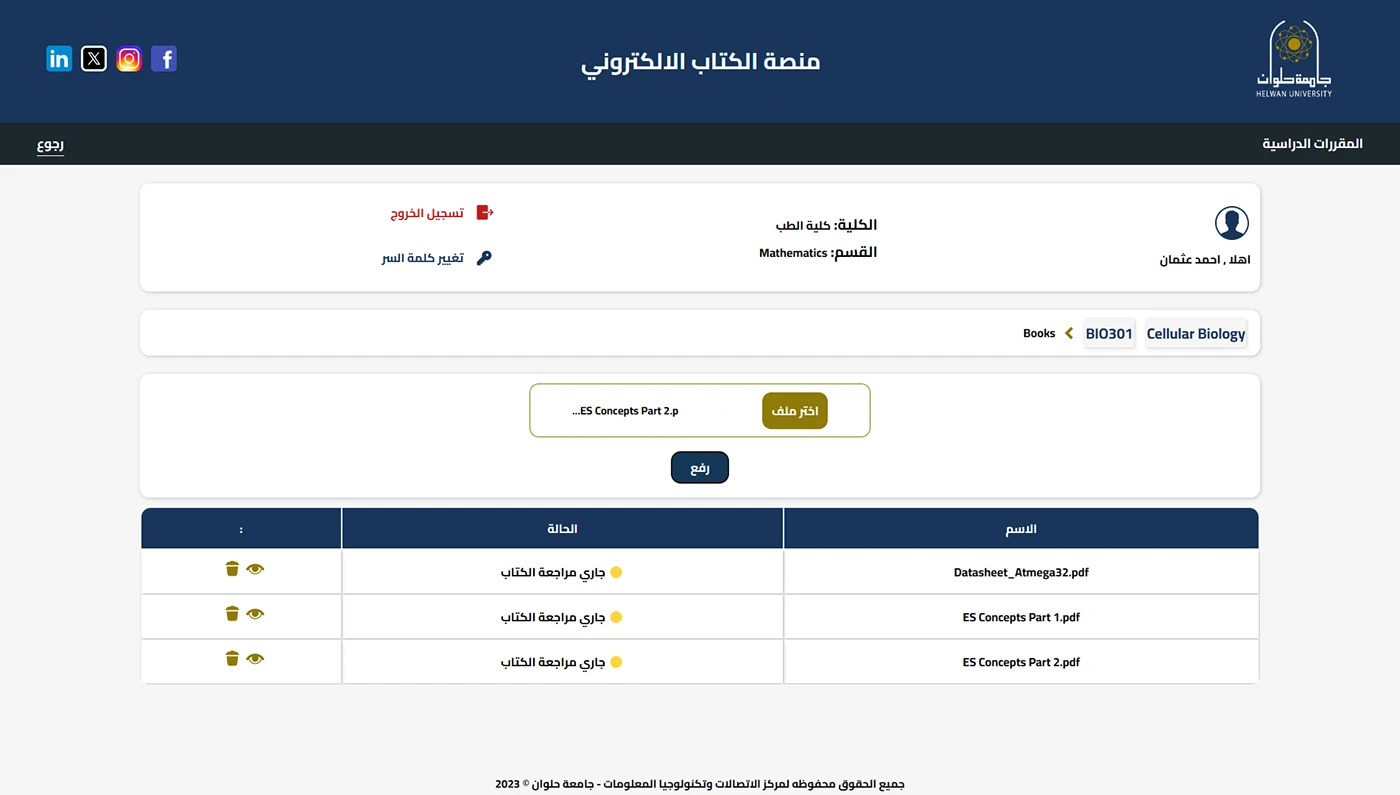 جامعة حلوان
HELWAN UNIVERSITY
منصة الكتاب الالكتروني
in
X
f
المقررات الدراسية
رجوع
اهلا , احمد عثمان
الكلية: كلية الطب
القسم: Mathematics
تسجيل الخروج
تغيير كلمة السر
Cellular Biology BIO301 Books
اختر ملف ES Concepts Part 2.p...
رفع
الاسم الحالة :
Datasheet_Atmega32.pdf جاري مراجعة الكتاب
ES Concepts Part 1.pdf جاري مراجعة الكتاب
ES Concepts Part 2.pdf جاري مراجعة الكتاب
جميع الحقوق محفوظه لمركز الاتصالات وتكنولوجيا المعلومات - جامعة حلوان © 2023